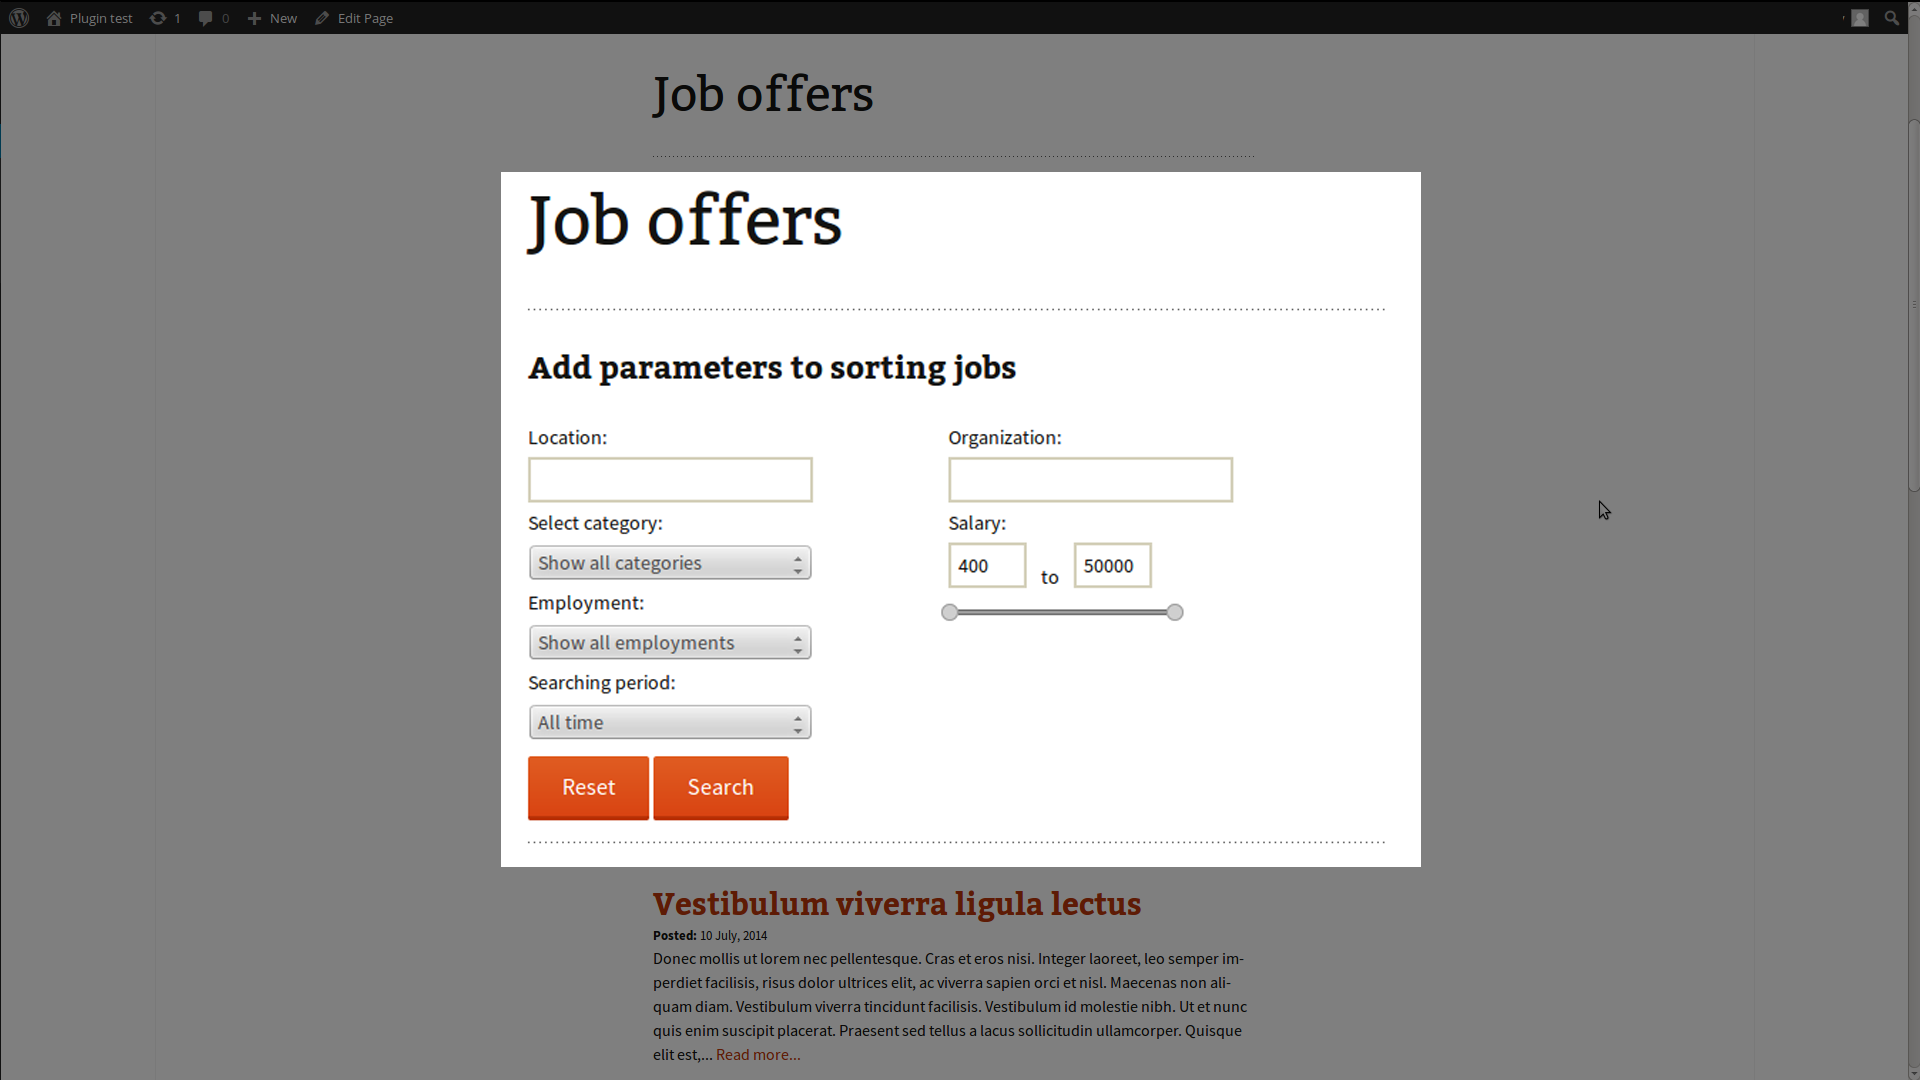 Plugin test 1 0 New Edit Page
Job offers
Job offers
Add parameters to sorting jobs
Location:
Organization:
Select category:
Salary:
Show all categories
400 to 50000
Employment:
Show all employments
Searching period:
All time
Reset Search
Vestibulum viverra ligula lectus
Posted: 10 July, 2014
Donec mollis ut lorem nec pellentesque. Cras et eros nisi. Integer laoreet, leo semper im-
perdiet facilisis, risus dolor ultrices elit, ac viverra sapien orci et nisl. Maecenas non ali-
quam diam. Vestibulum viverra tincidunt facilisis. Vestibulum id molestie nibh. Ut et nunc
quis enim suscipit placerat. Praesent sed tellus a lacus sollicitudin ullamcorper. Quisque
elit est,... Read more...